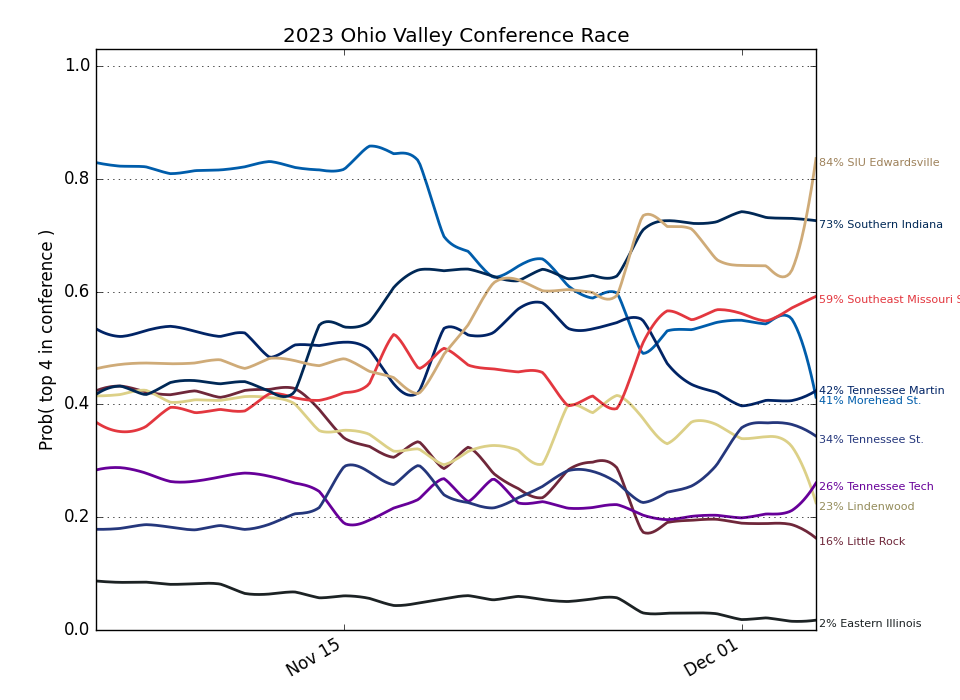 2023 Ohio Valley Conference Race
Prob( top 4 in conference )
1.0
0.8
0.6
0.4
0.2
0.0
Nov 15
Dec 01
84% SIU Edwardsville
73% Southern Indiana
59% Southeast Missouri S
42% Tennessee Martin
41% Morehead St.
34% Tennessee St.
26% Tennessee Tech
23% Lindenwood
16% Little Rock
2% Eastern Illinois